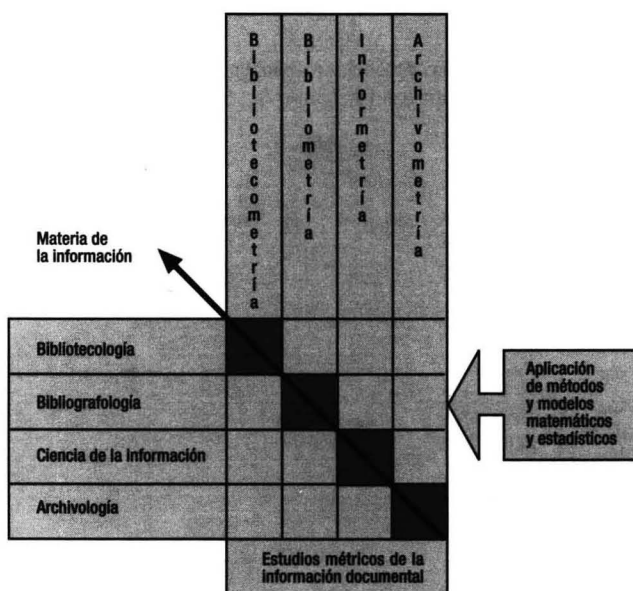 Bibliotecometría
Bibliometría
Informetría
Archivometría
Materia de
la información
Bibliotecología
Bibliografología
Ciencia de la información
Archivología
Aplicación
de métodos
y modelos
matemáticos
y estadísticos
Estudios métricos de la
información documental